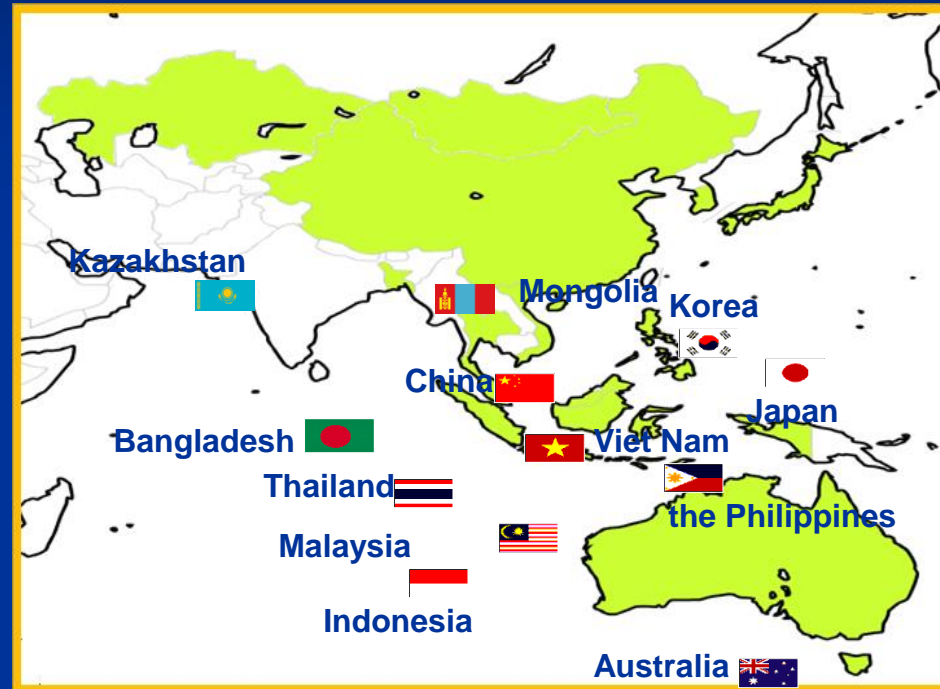 Kazakhstan
Mongolia
Korea
China
Japan
Bangladesh
Viet Nam
Thailand
the Philippines
Malaysia
Indonesia
Australia